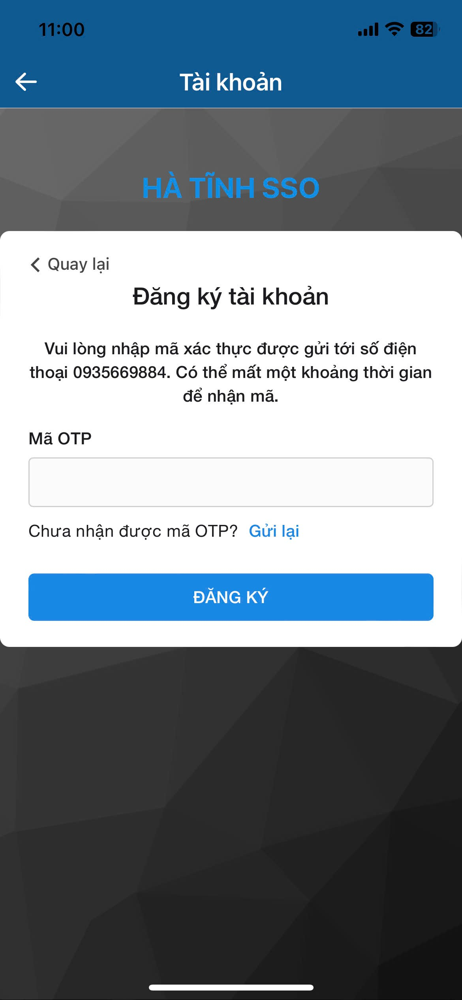 11:00
82
Tài khoản
HÀ TĨNH SSO
Quay lại
Đăng ký tài khoản
Vui lòng nhập mã xác thực được gửi tới số điện
thoại 0935669884. Có thể mất một khoảng thời gian
để nhận mã.
Mã OTP
Chưa nhận được mã OTP? Gửi lại
ĐĂNG KÝ